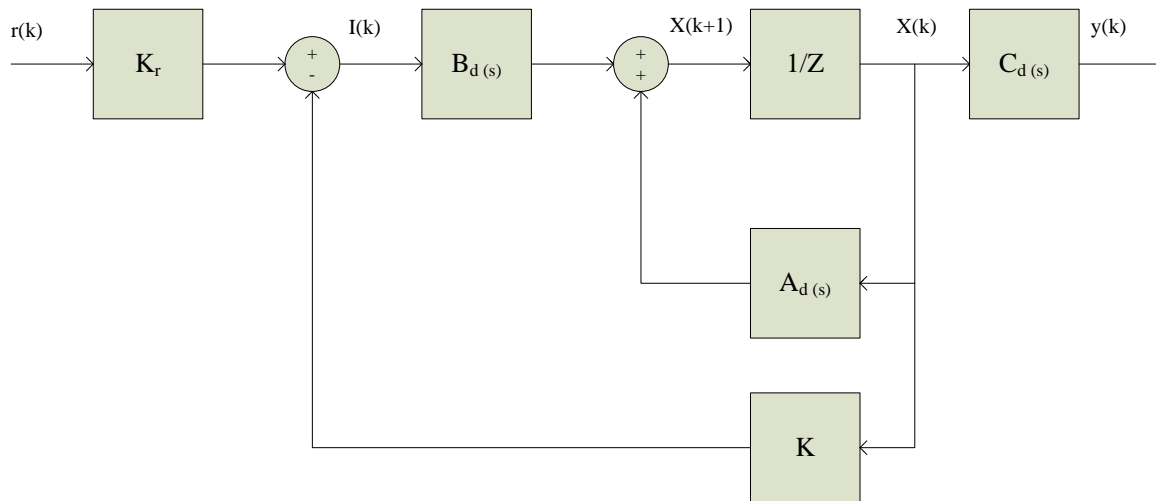 r(k)
I(k)
X(k+1)
X(k)
y(k)
Kr
+
-
Bd (s)
+
+
1/Z
Cd (s)
Ad (s)
K